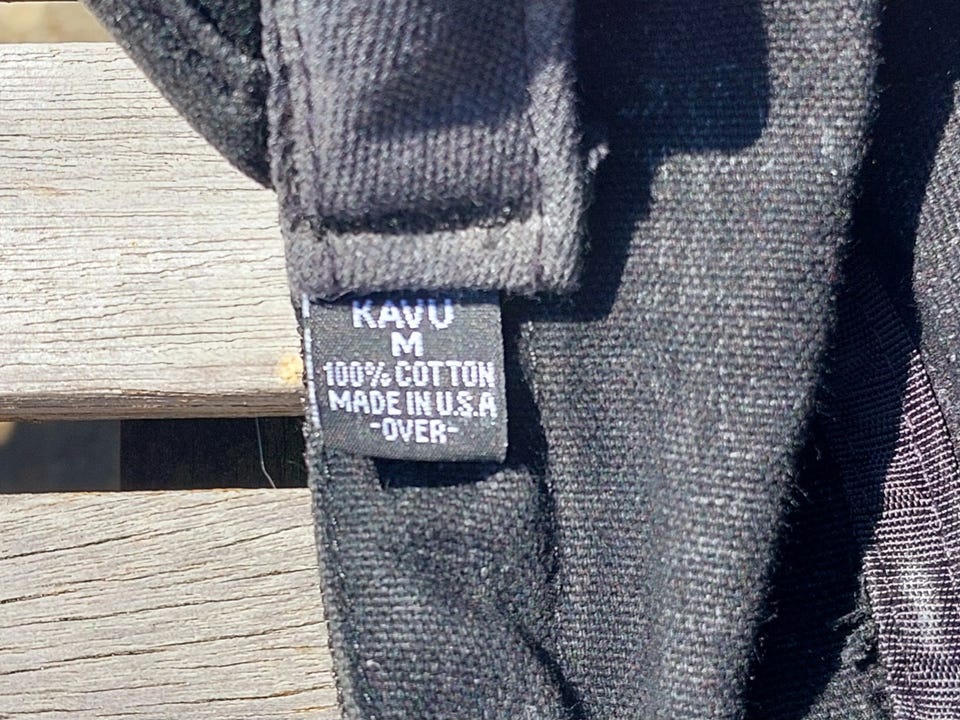 KAVU
M
100% COTTON
MADE IN U.S.A
-OVER-